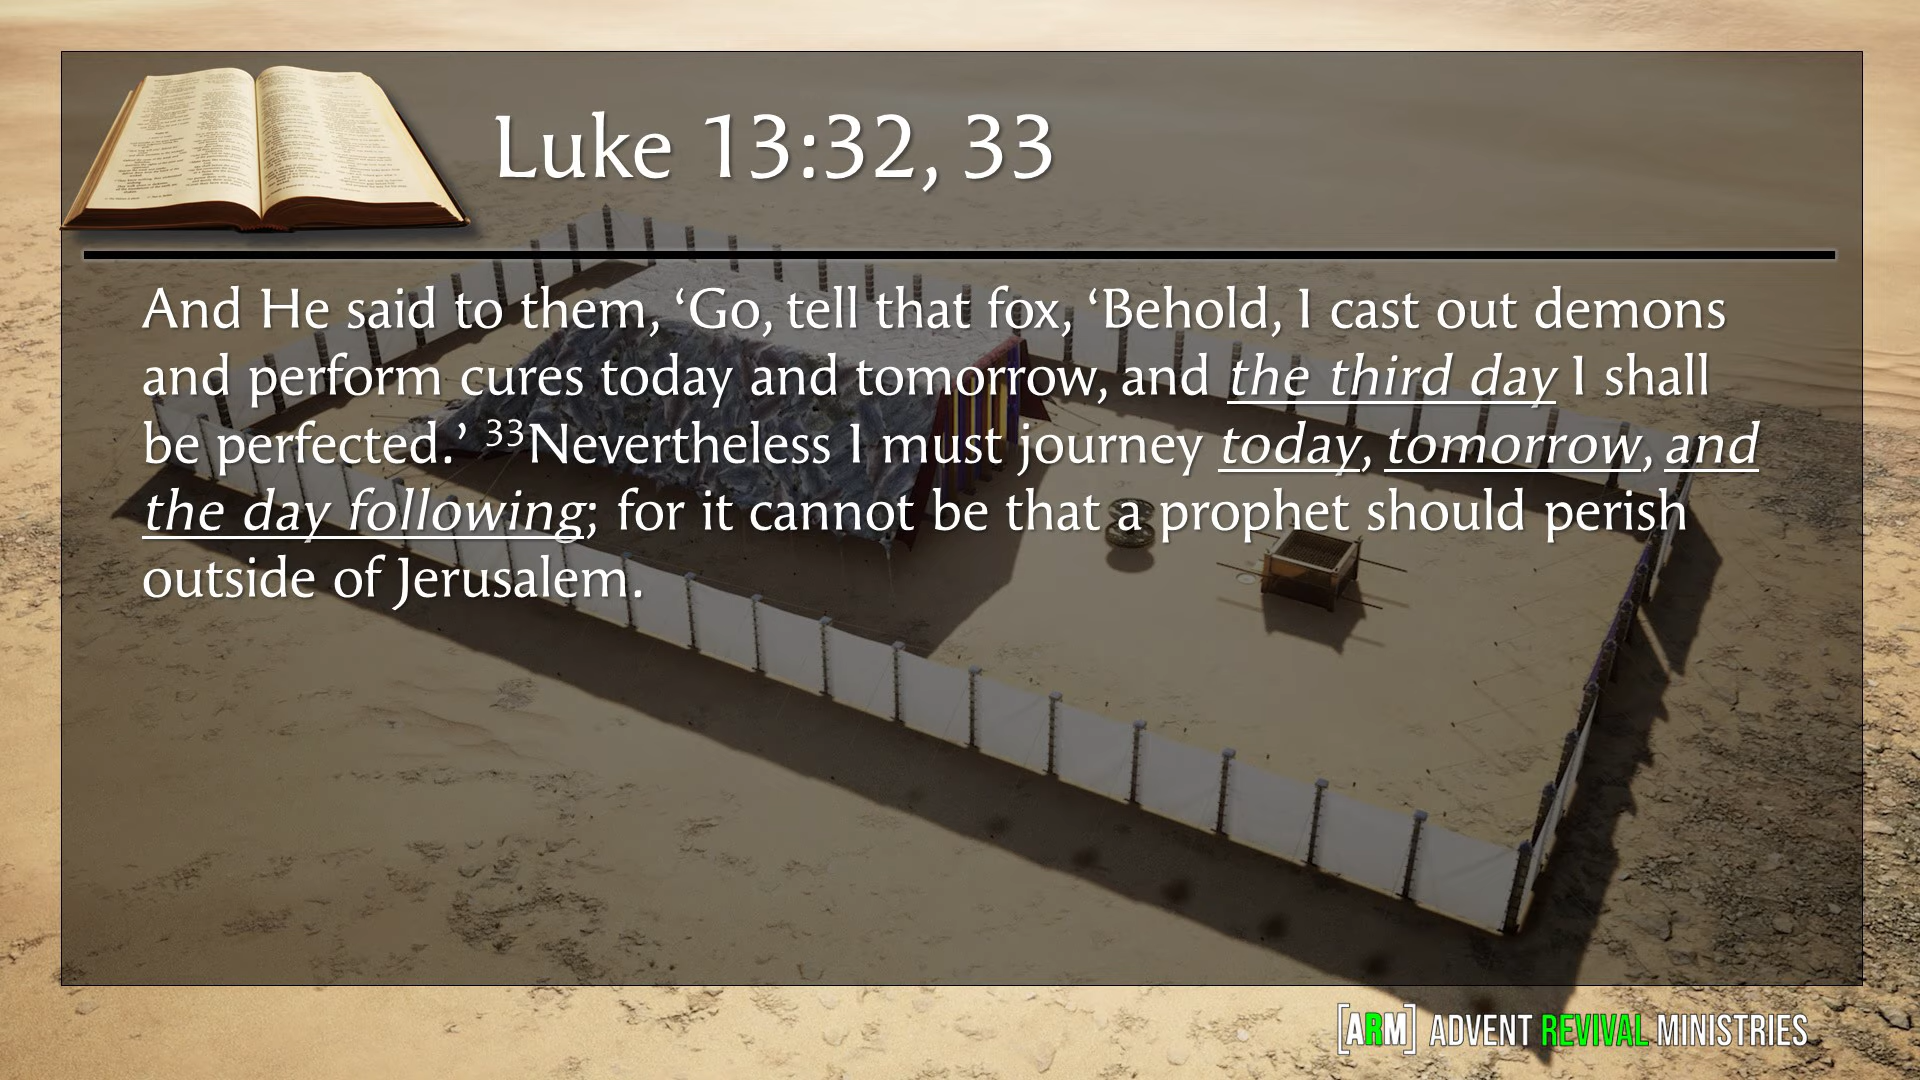 Luke 13:32, 33
And He said to them, ‘Go, tell that fox, ‘Behold, I cast out demons
and perform cures today and tomorrow, and the third day I shall
be perfected.’ 33Nevertheless I must journey today, tomorrow, and
the day following; for it cannot be that a prophet should perish
outside of Jerusalem.
[ARM] ADVENT REVIVAL MINISTRIES